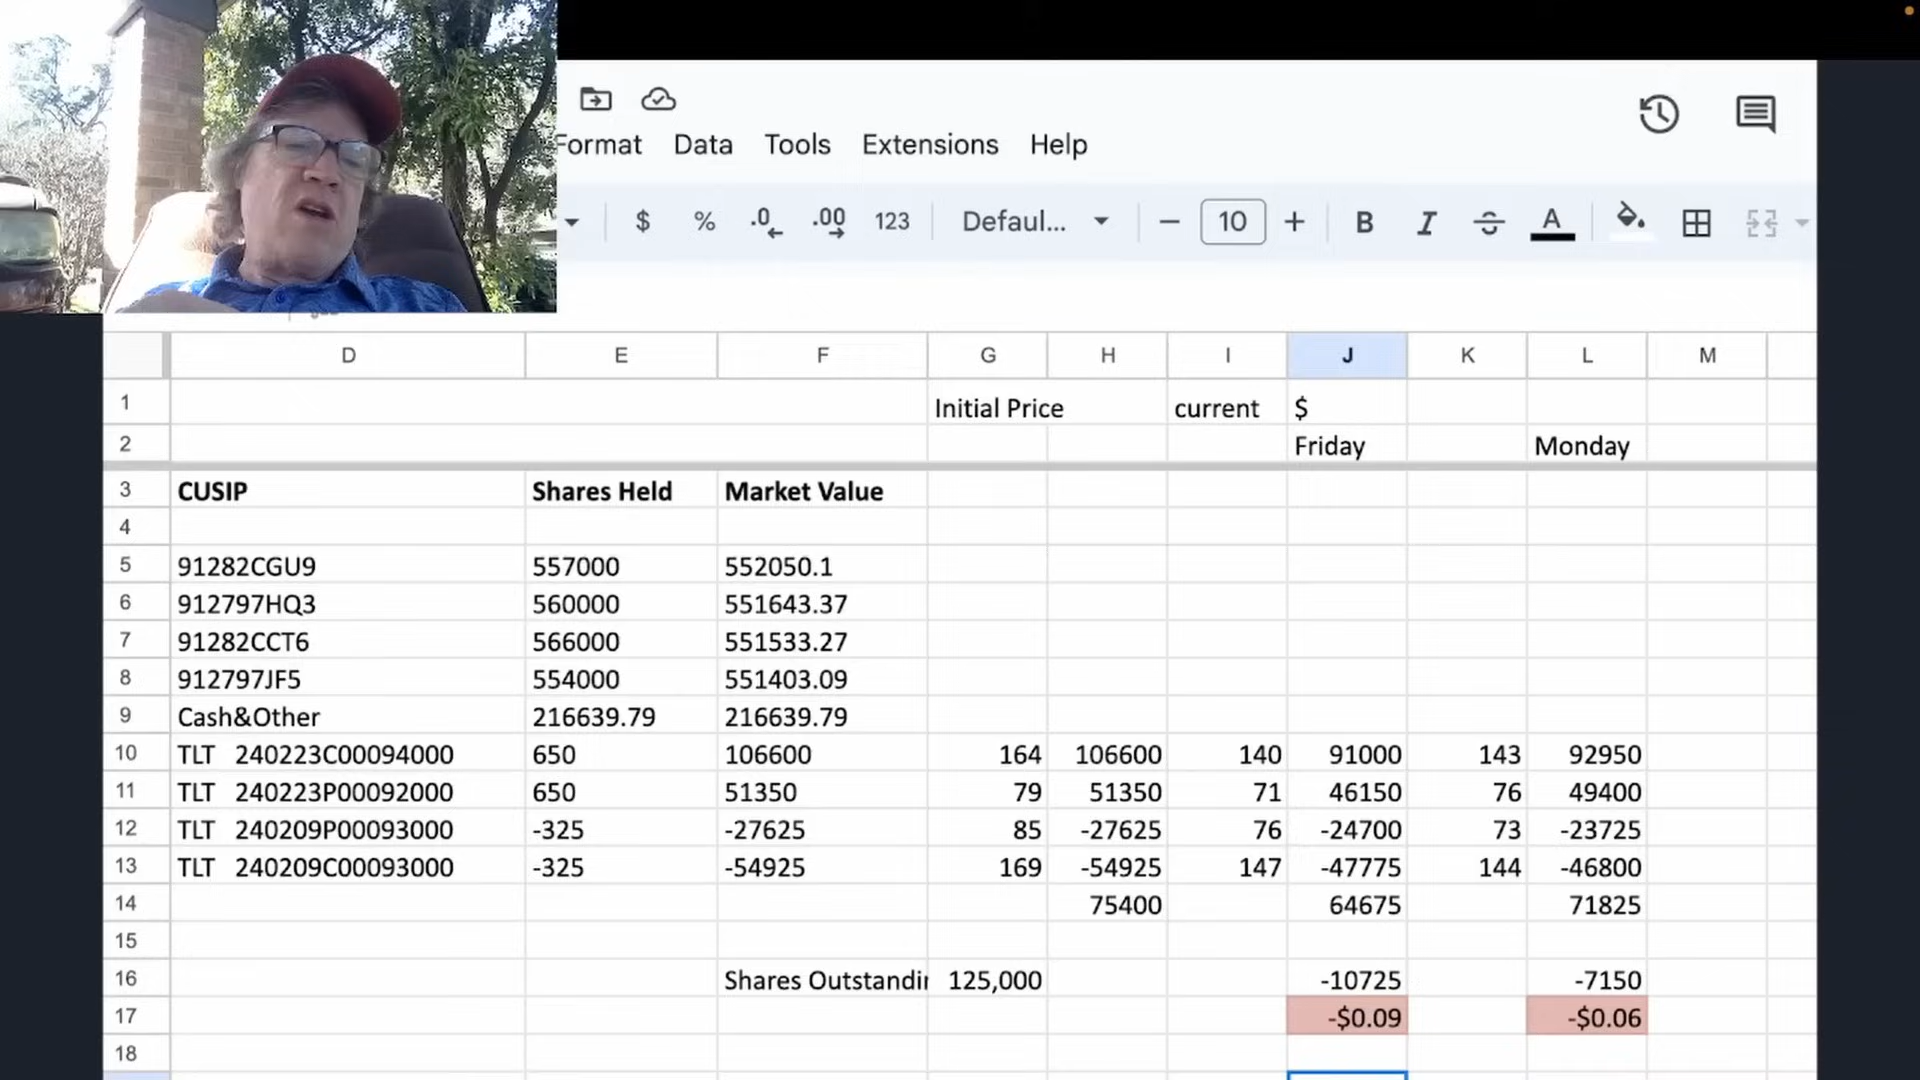 Format Data Tools Extensions Help
$ % .0 .00 123 Defaul... 10 B I A
D E F G H I J K L M
1 Initial Price current $
2 Friday Monday
3 CUSIP Shares Held Market Value
4
5 91282CGU9 557000 552050.1
6 912797HQ3 560000 551643.37
7 91282CCT6 566000 551533.27
8 912797JF5 554000 551403.09
9 Cash&Other 216639.79 216639.79
10 TLT 240223C00094000 650 106600 164 106600 140 91000 143 92950
11 TLT 240223P00092000 650 51350 79 51350 71 46150 76 49400
12 TLT 240209P00093000 -325 -27625 85 -27625 76 -24700 73 -23725
13 TLT 240209C00093000 -325 -54925 169 -54925 147 -47775 144 -46800
14 75400 64675 71825
15
16 Shares Outstandin 125,000 -10725 -7150
17 -$0.09 -$0.06
18